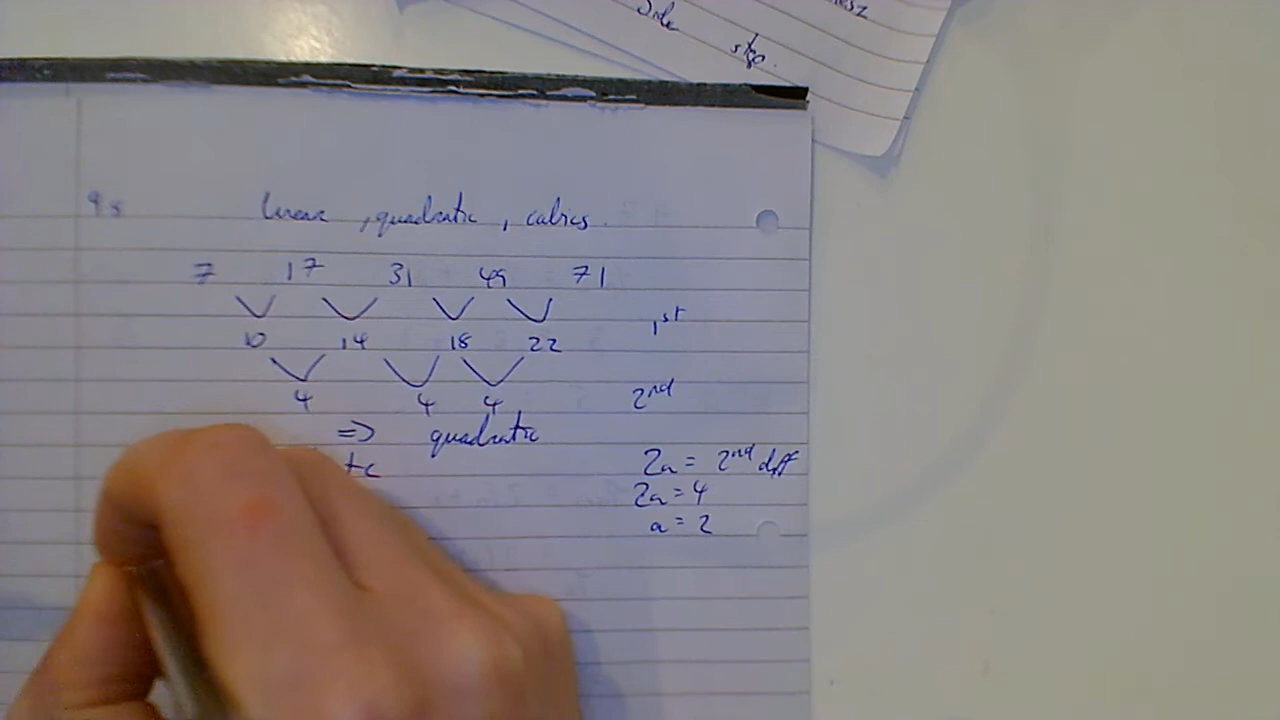 linear , quadratic , cubics .
7 17 31 49 71
10 14 18 22 1st
4 4 4 2nd
=> quadratic
+c
2a = 2nd diff
2a = 4
a = 2